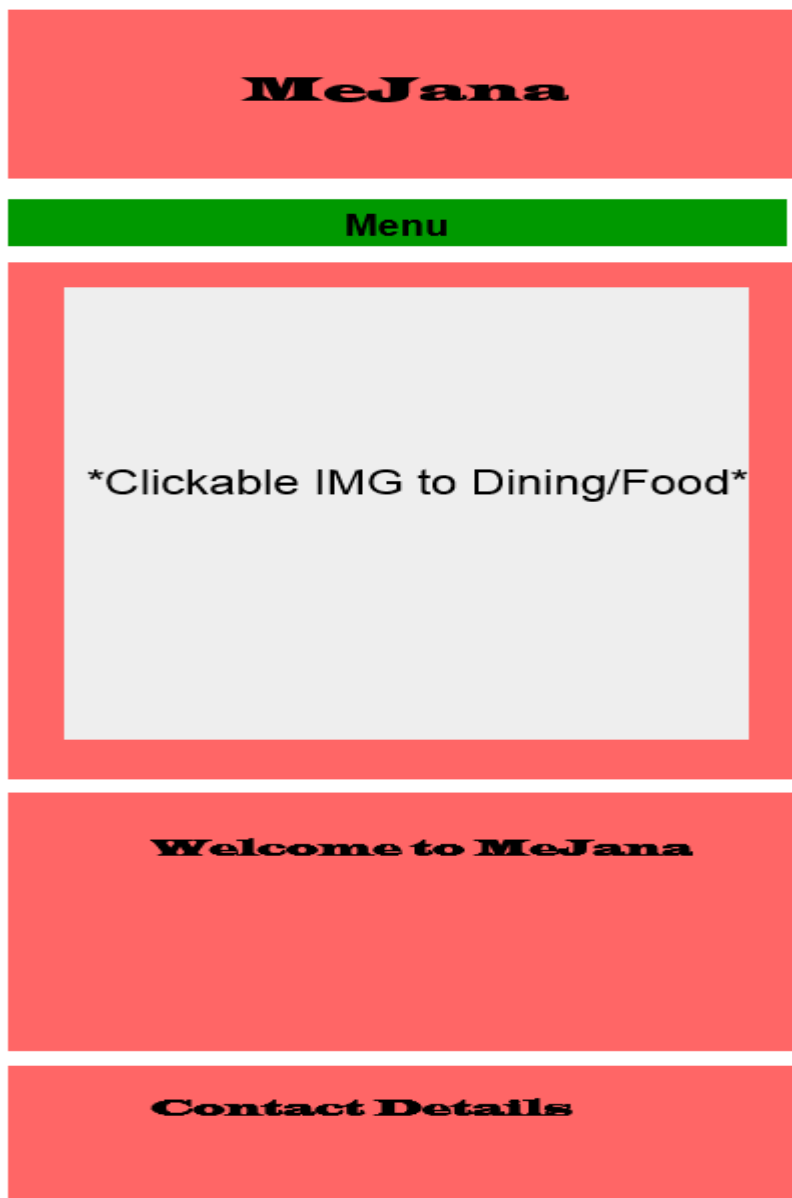 MeJana
Menu
*Clickable IMG to Dining/Food*
Welcome to MeJana
Contact Details